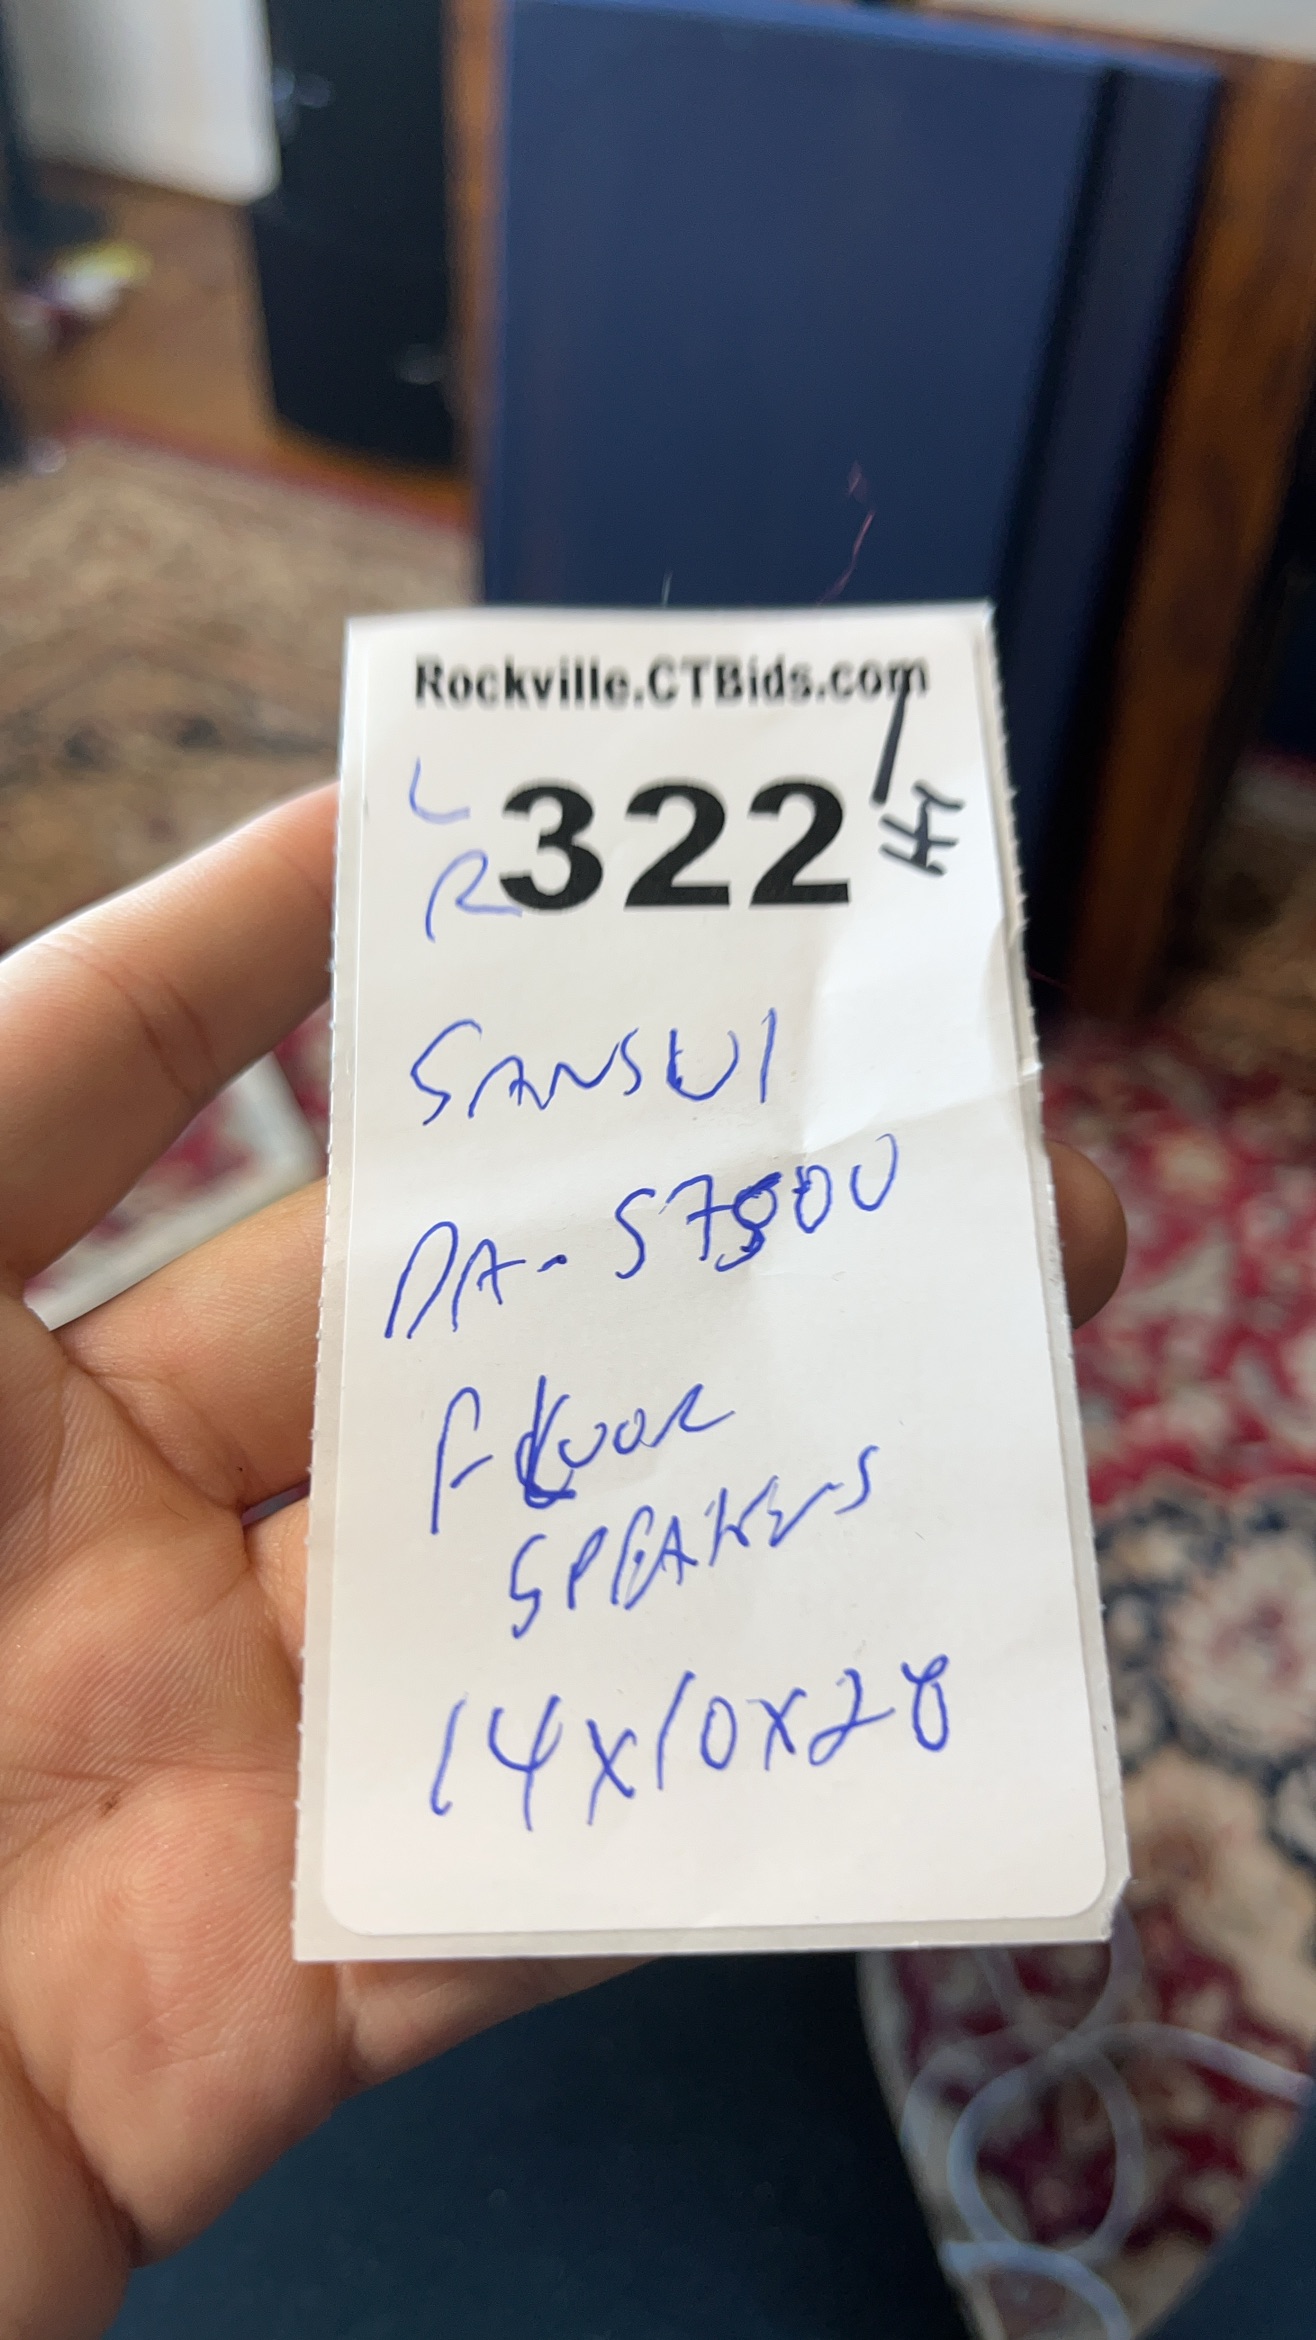 Rockville.CTBids.com
L
322
R
SANSUI
DA-S7500
FLOOR
SPEAKERS
14x10x28